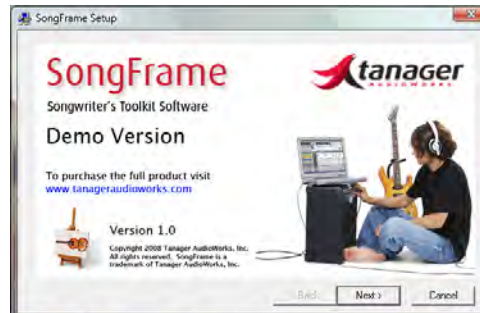 SongFrame Setup
SongFrame
tanager
AUDIOWORKS
Songwriter's Toolkit Software
Demo Version
To purchase the full product visit
www.tanageraudioworks.com
Version 1.0
Copyright 2008 Tanager AudioWorks, Inc.
All rights reserved. SongFrame is a
trademark of Tanager AudioWorks, Inc.
Back
Next >
Cancel